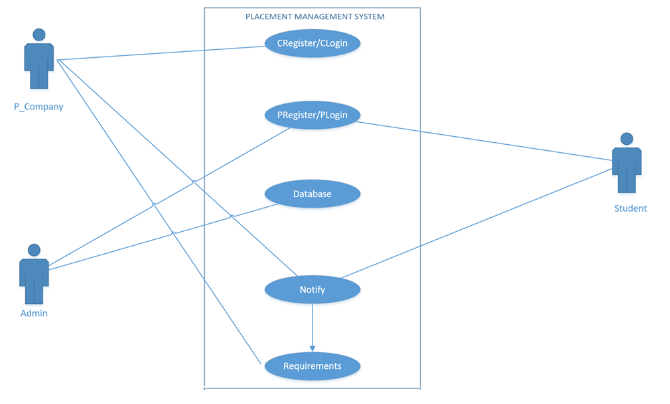 PLACEMENT MANAGEMENT SYSTEM
CRegister/CLogin
P_Company
PRegister/PLogin
Database
Student
Notify
Admin
Requirements